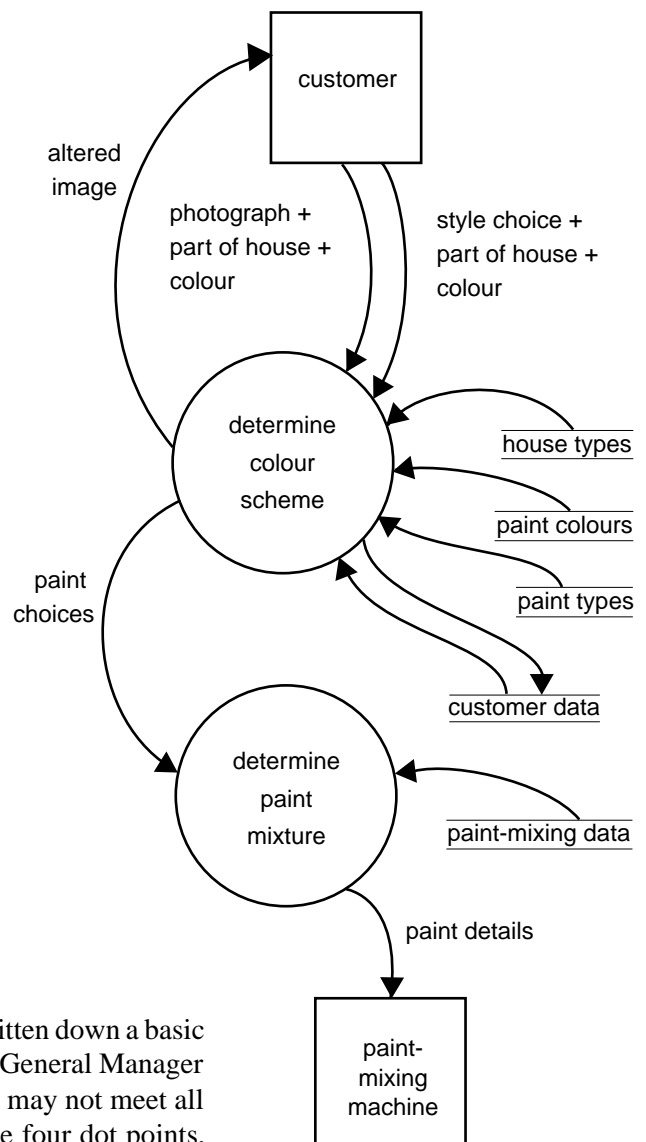 customer
altered
image
photograph +
part of house +
colour
style choice +
part of house +
colour
determine
colour
scheme
house types
paint colours
paint types
paint
choices
customer data
determine
paint
mixture
paint-mixing data
paint details
itten down a basic
General Manager
may not meet all
e four dot points.
paint-
mixing
machine